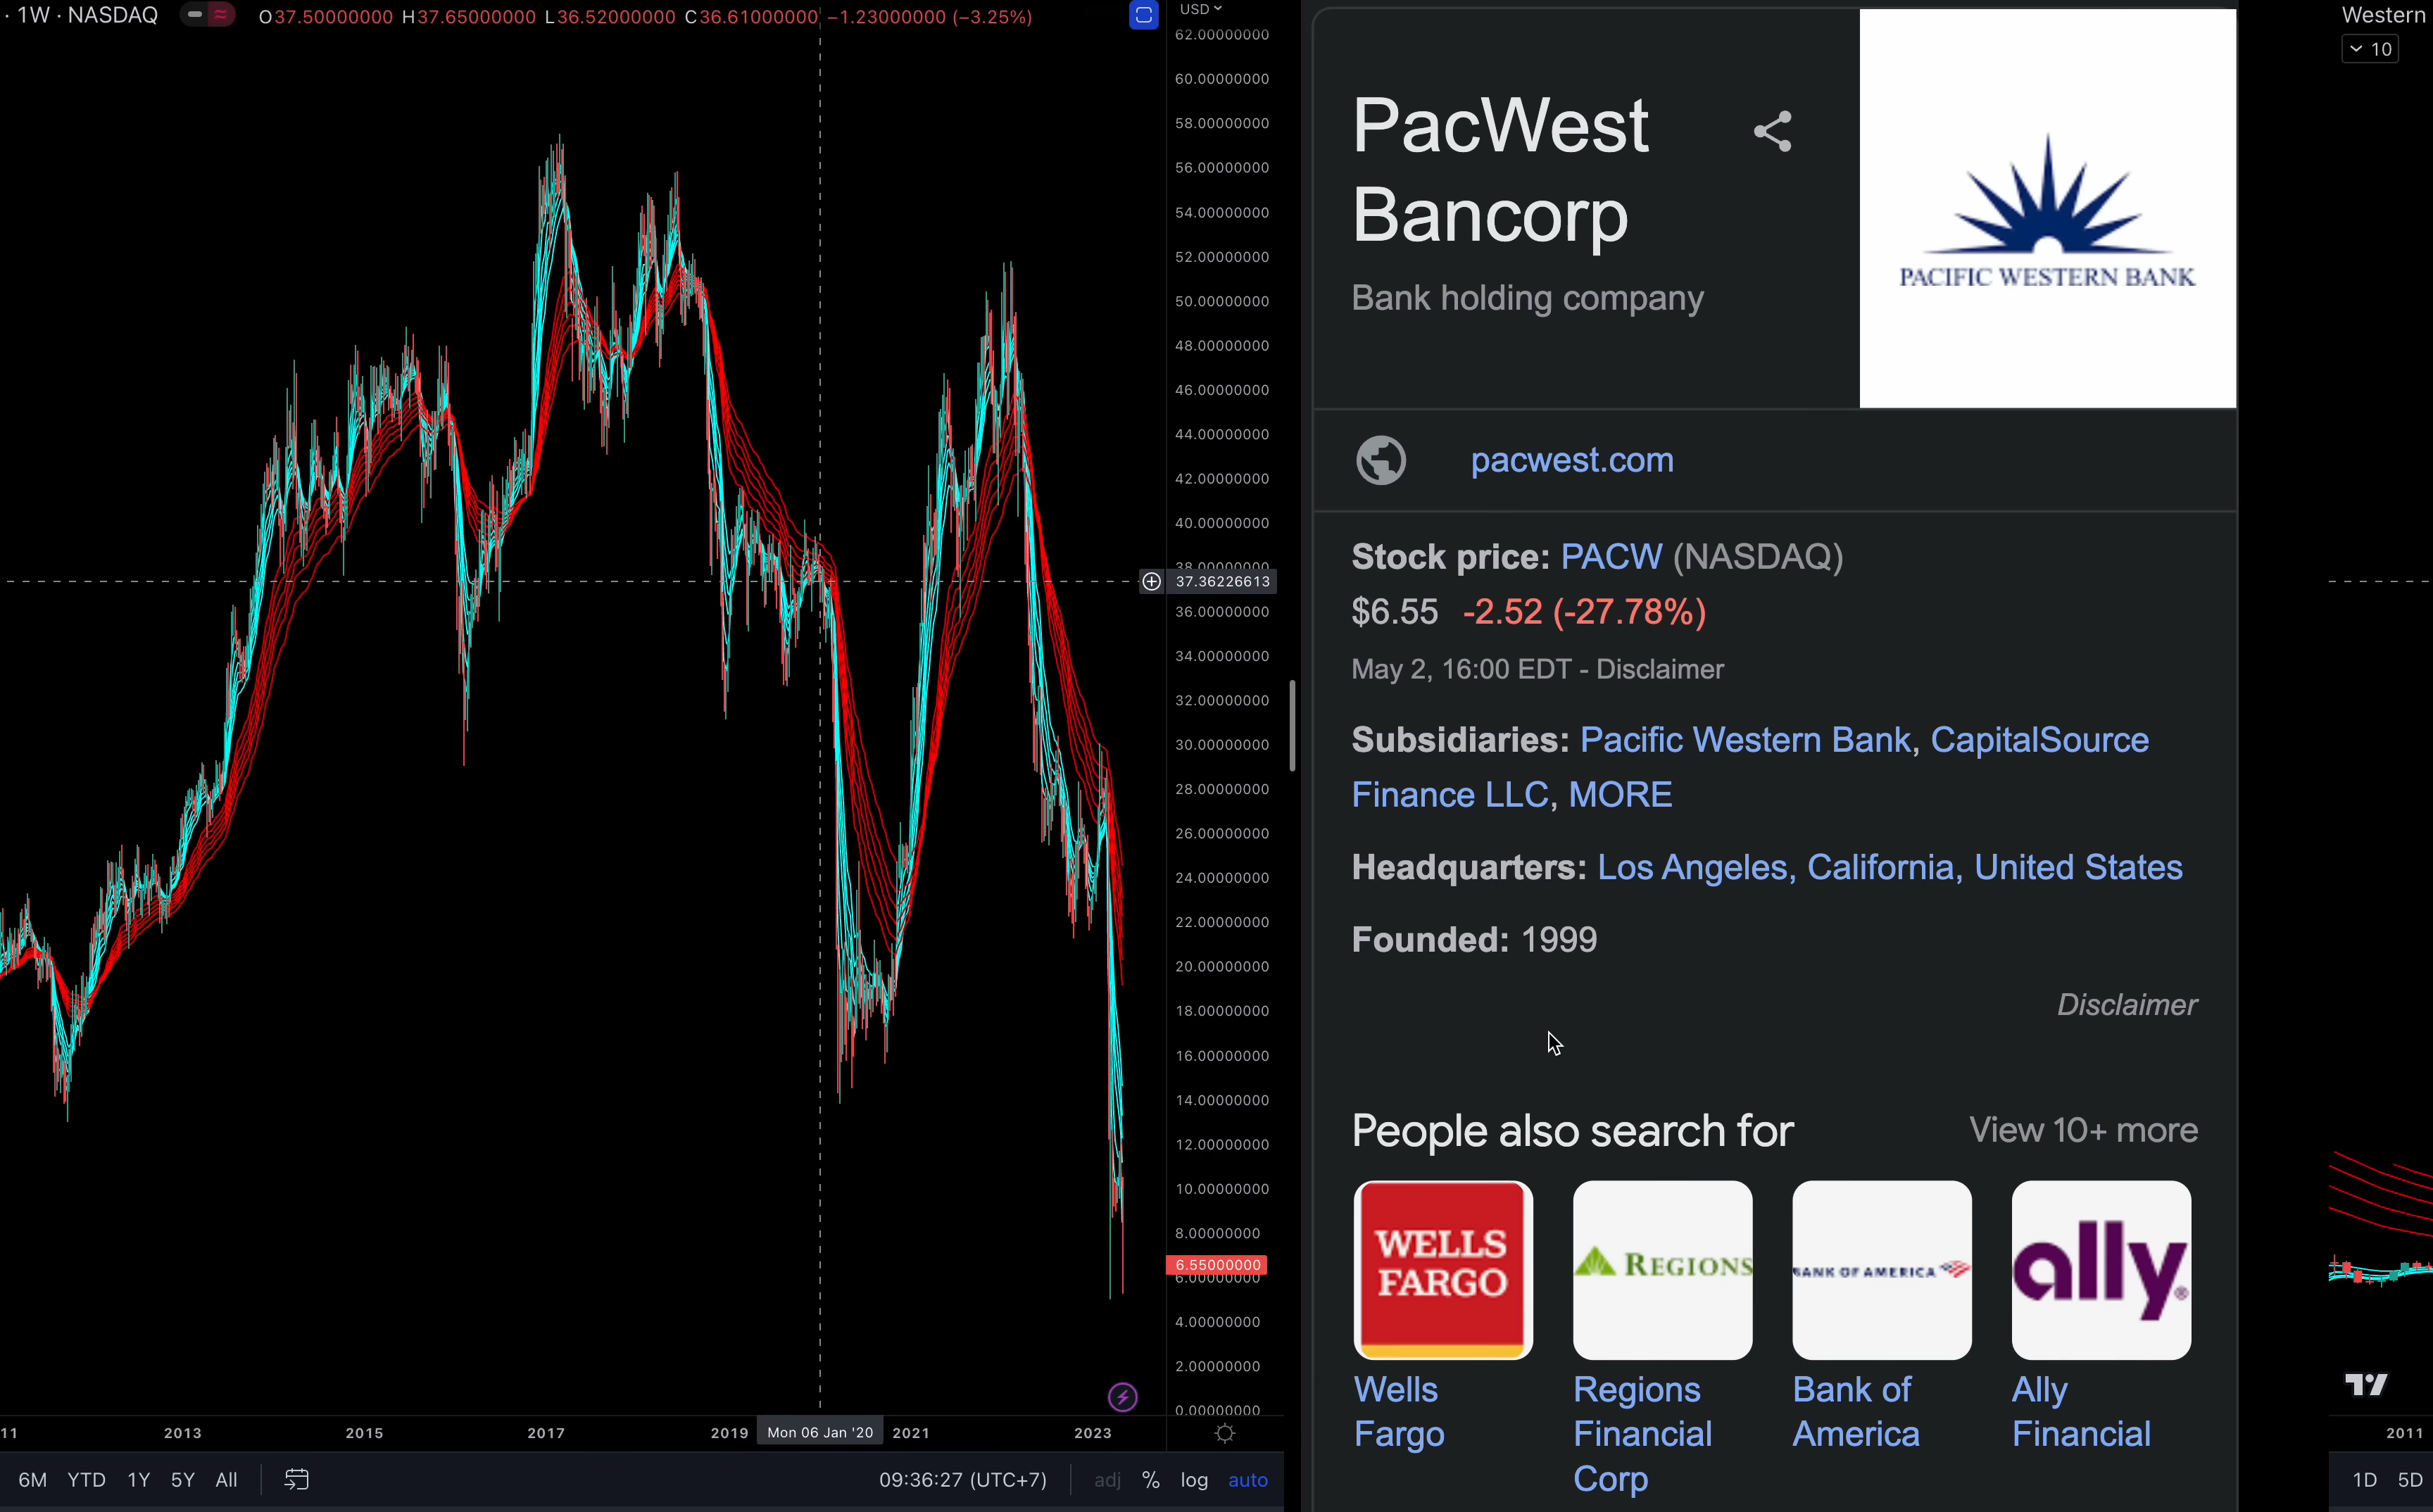 · 1W · NASDAQ
O37.50000000 H37.65000000 L36.52000000 C36.61000000 −1.23000000 (−3.25%)
USD
62.00000000
60.00000000
58.00000000
56.00000000
54.00000000
52.00000000
50.00000000
48.00000000
46.00000000
44.00000000
42.00000000
40.00000000
38.00000000
37.36226613
36.00000000
34.00000000
32.00000000
30.00000000
28.00000000
26.00000000
24.00000000
22.00000000
20.00000000
18.00000000
16.00000000
14.00000000
12.00000000
10.00000000
8.00000000
6.55000000
6.00000000
4.00000000
2.00000000
0.00000000
11 2013 2015 2017 2019 Mon 06 Jan '20 2021 2023
6M YTD 1Y 5Y All
09:36:27 (UTC+7) adj % log auto
PacWest
Bancorp
Bank holding company
PACIFIC WESTERN BANK
pacwest.com
Stock price: PACW (NASDAQ)
$6.55 -2.52 (-27.78%)
May 2, 16:00 EDT - Disclaimer
Subsidiaries: Pacific Western Bank, CapitalSource
Finance LLC, MORE
Headquarters: Los Angeles, California, United States
Founded: 1999
Disclaimer
People also search for
View 10+ more
WELLS
FARGO
REGIONS
BANK OF AMERICA
ally
Wells
Fargo
Regions
Financial
Corp
Bank of
America
Ally
Financial
Western
10
2011
1D 5D